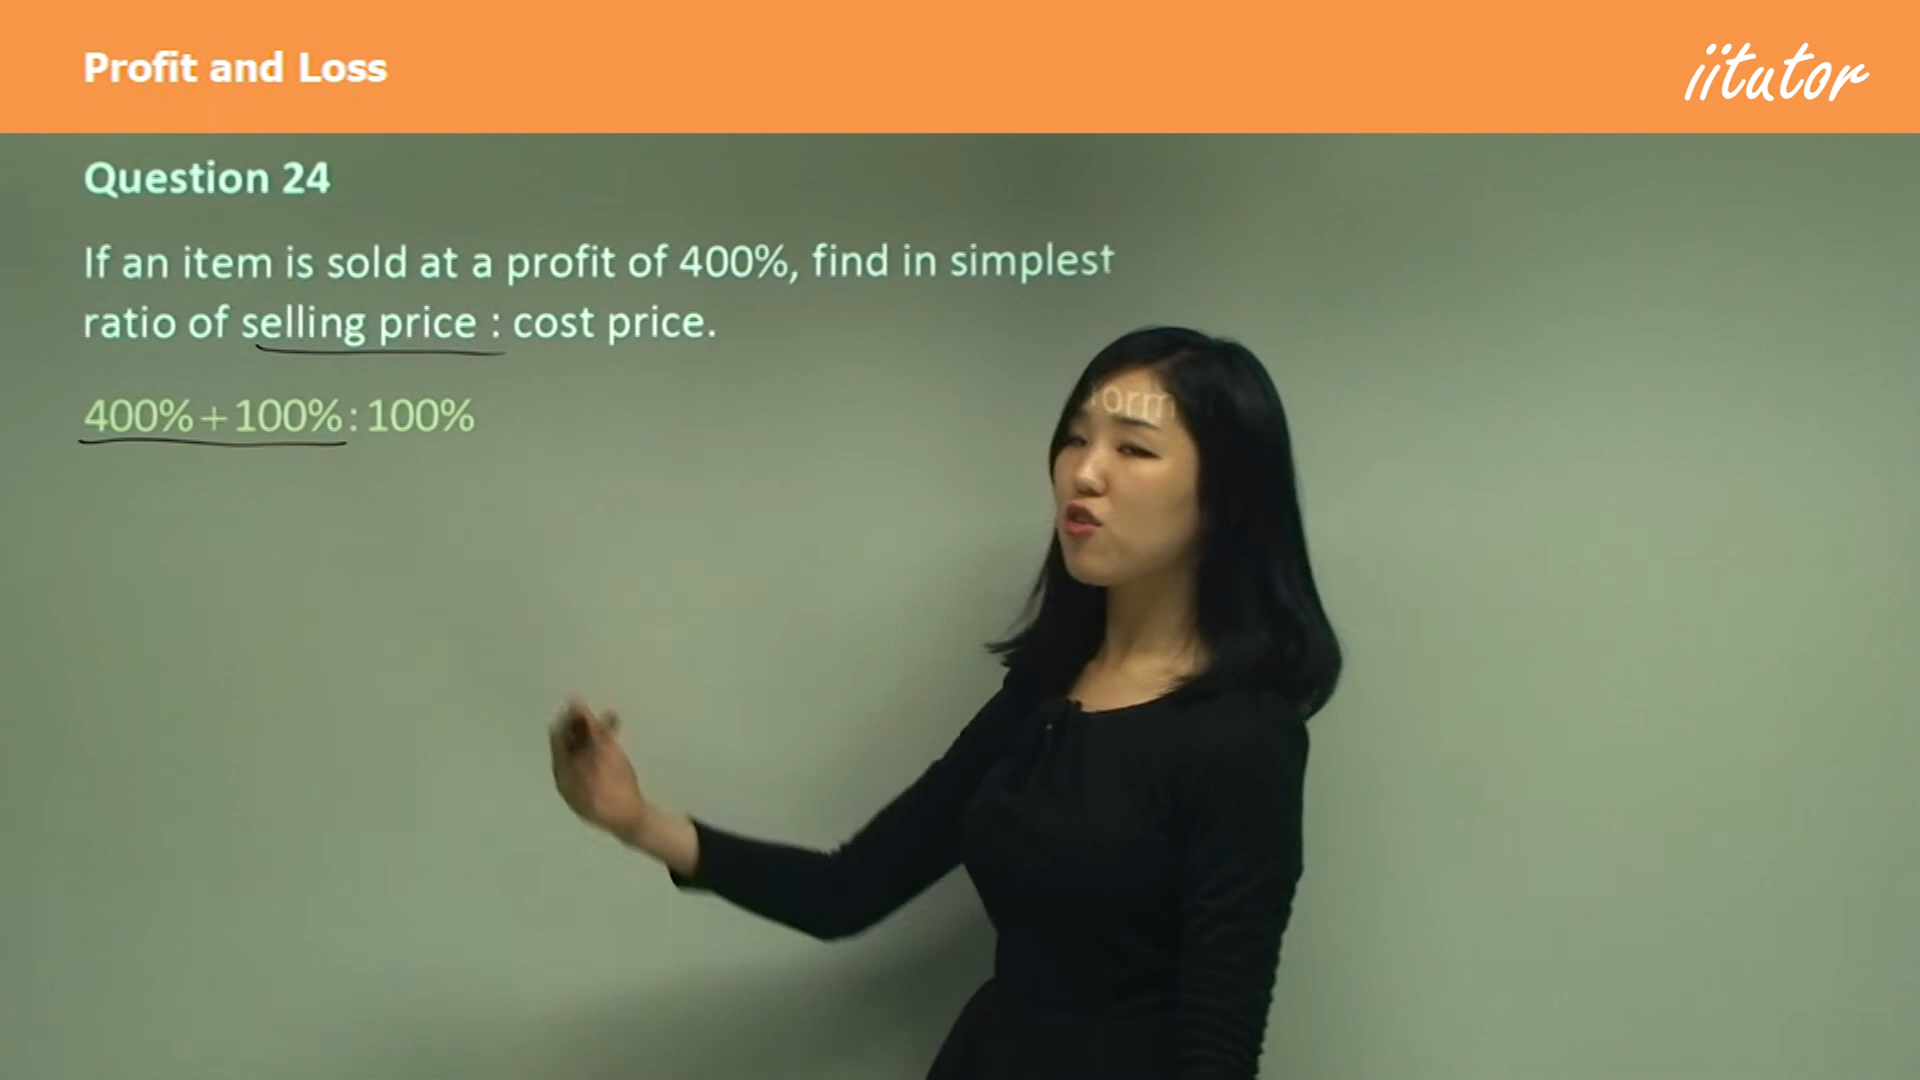 Profit and Loss
iitutor
Question 24
If an item is sold at a profit of 400%, find in simplest
ratio of selling price : cost price.
400%+100%:100%